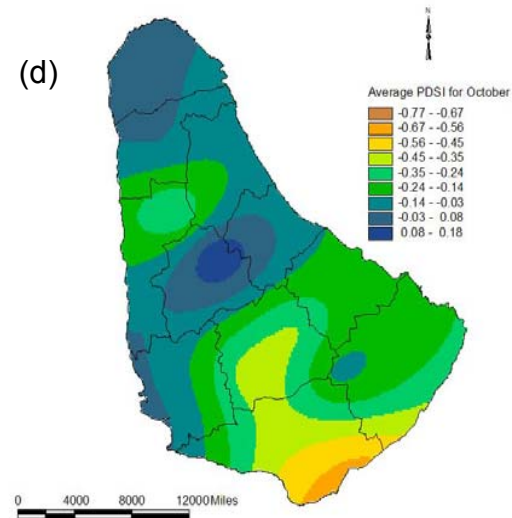 N
(d)
Average PDSI for October
-0.77 - -0.67
-0.67 - -0.56
-0.56 - -0.45
-0.45 - -0.35
-0.35 - -0.24
-0.24 - -0.14
-0.14 - -0.03
-0.03 - 0.08
0.08 - 0.18
0 4000 8000 12000 Miles